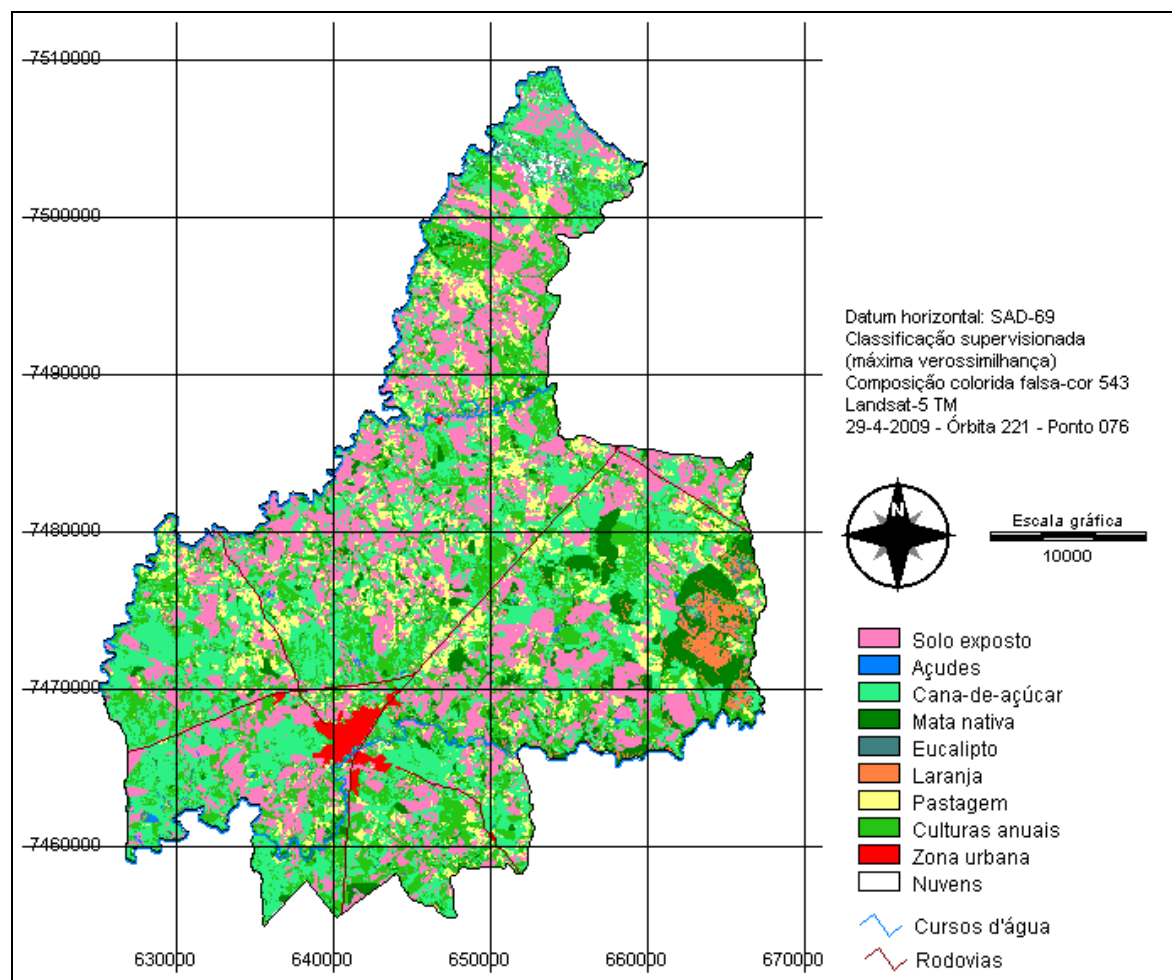 7510000
7500000
7490000
7480000
7470000
7460000
630000 640000 650000 660000 670000
Datum horizontal: SAD-69
Classificação supervisionada
(máxima verossimilhança)
Composição colorida falsa-cor 543
Landsat-5 TM
29-4-2009 - Órbita 221 - Ponto 076
N
Escala gráfica
10000
Solo exposto
Açudes
Cana-de-açúcar
Mata nativa
Eucalipto
Laranja
Pastagem
Culturas anuais
Zona urbana
Nuvens
Cursos d'água
Rodovias